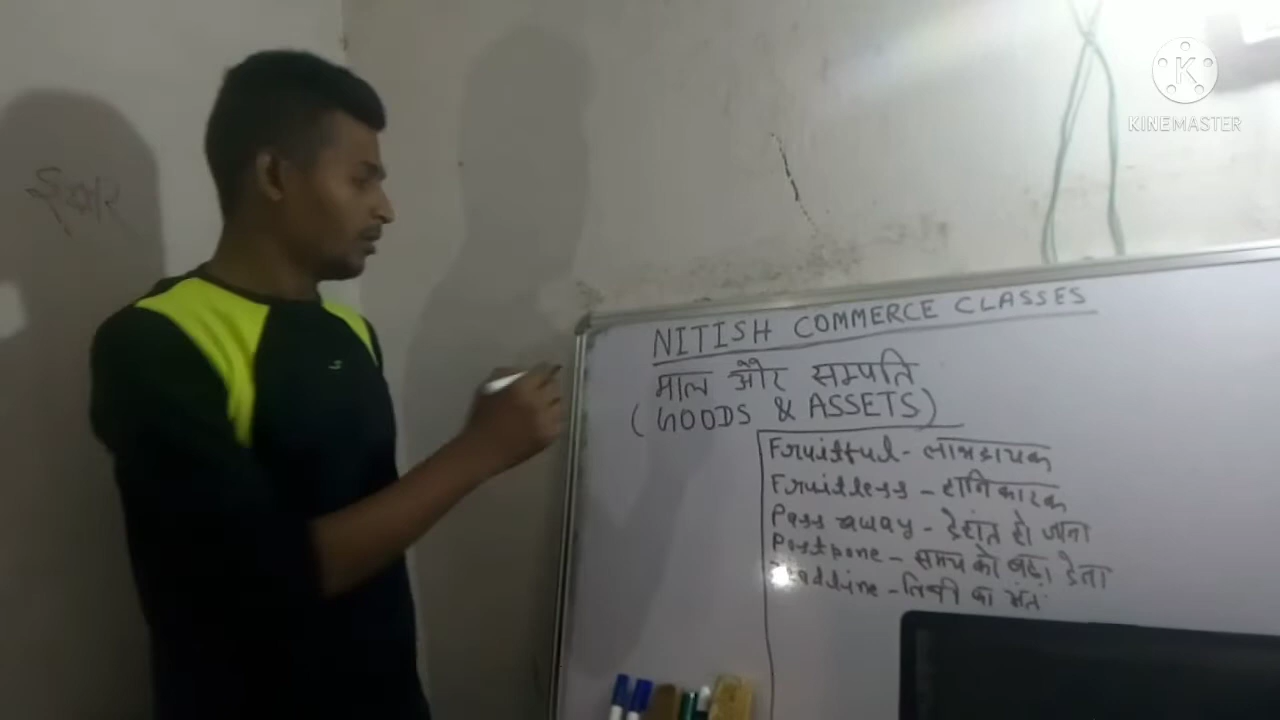 KINEMASTER
NITISH COMMERCE CLASSES
माल और सम्पति
(GOODS & ASSETS)
Fruitful - लाभदायक
Fruitless - हानिकारक
Pass away - देहांत हो जाना
Postpone - समय को बढ़ा देना
Deadline - तिथी का अंत